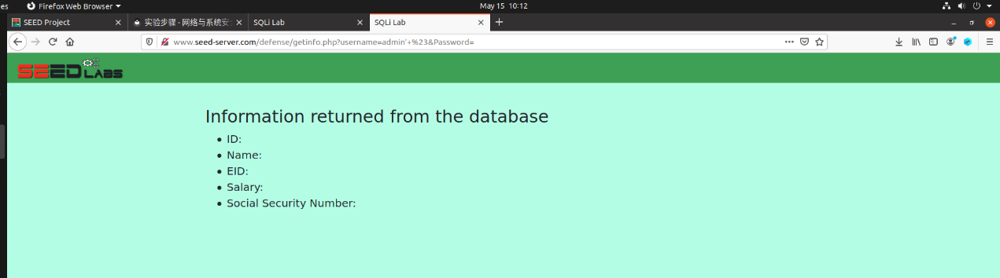 es Firefox Web Browser May 15 10:12
SEED Project 实验步骤 - 网络与系统安 SQLi Lab SQLi Lab
www.seed-server.com/defense/getinfo.php?username=admin'+%23&Password=
SEED LABS
Information returned from the database
• ID:
• Name:
• EID:
• Salary:
• Social Security Number: